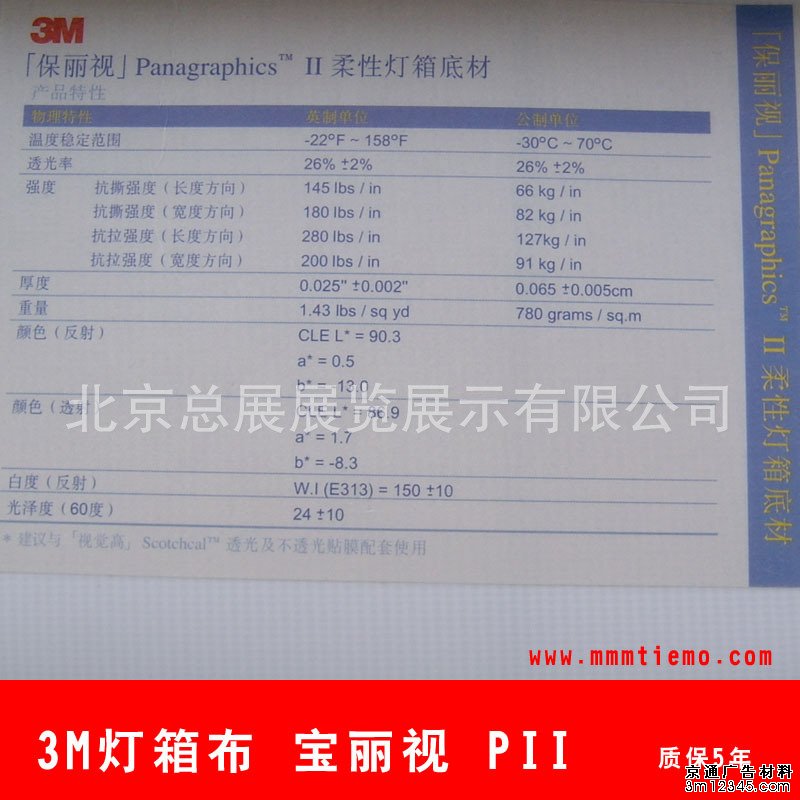 3M
「保丽视」Panagraphics™ II 柔性灯箱底材
产品特性
物理特性 英制单位 公制单位
温度稳定范围 -22°F ~ 158°F -30°C ~ 70°C
透光率 26% ±2% 26% ±2%
强度 抗撕强度(长度方向) 145 lbs / in 66 kg / in
抗撕强度(宽度方向) 180 lbs / in 82 kg / in
抗拉强度(长度方向) 280 lbs / in 127kg / in
抗拉强度(宽度方向) 200 lbs / in 91 kg / in
厚度 0.025" ±0.002" 0.065 ±0.005cm
重量 1.43 lbs / sq yd 780 grams / sq.m
颜色(反射) CLE L* = 90.3
a* = 0.5
b* = -13.0
颜色(透射) CLE L* = 66.9
a* = 1.7
b* = -8.3
白度(反射) W.I (E313) = 150 ±10
光泽度(60度) 24 ±10
* 建议与「视觉高」Scotchcal™ 透光及不透光贴膜配套使用
「保丽视」Panagraphics™ II 柔性灯箱底材
北京总展展览展示有限公司
www.mmmtiemo.com
3M灯箱布 宝丽视 PII
质保5年
京通广告材料
3m12345.com